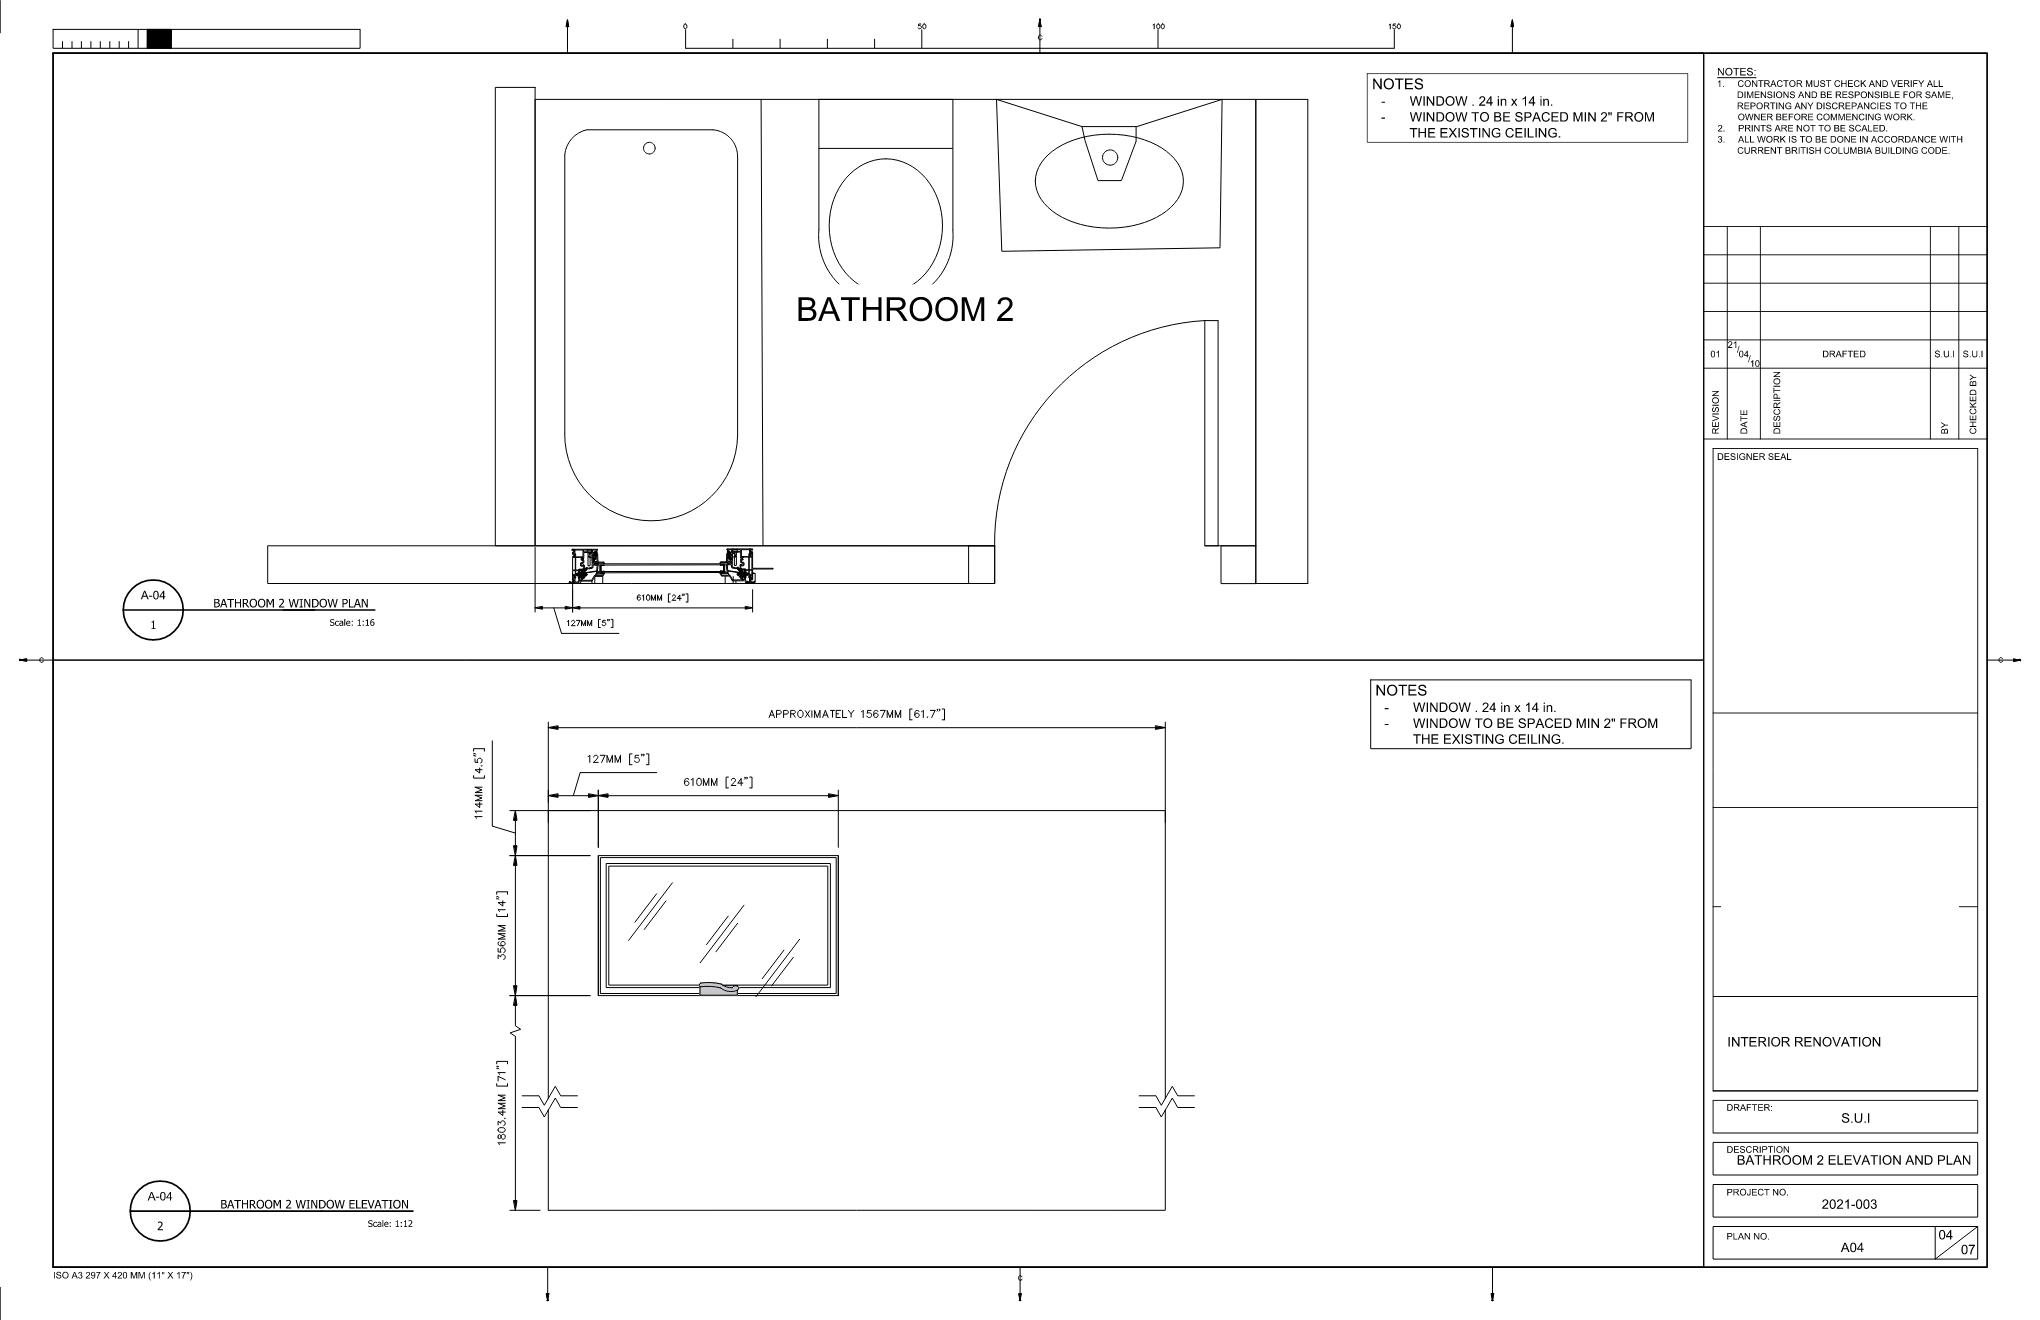 0
50
100
150
C
NOTES
- WINDOW . 24 in x 14 in.
- WINDOW TO BE SPACED MIN 2" FROM
THE EXISTING CEILING.
BATHROOM 2
610MM [24"]
127MM [5"]
A-04
1
BATHROOM 2 WINDOW PLAN
Scale: 1:16
C
C
NOTES
- WINDOW . 24 in x 14 in.
- WINDOW TO BE SPACED MIN 2" FROM
THE EXISTING CEILING.
APPROXIMATELY 1567MM [61.7"]
127MM [5"]
610MM [24"]
114MM [4.5"]
356MM [14"]
1803.4MM [71"]
A-04
2
BATHROOM 2 WINDOW ELEVATION
Scale: 1:12
ISO A3 297 X 420 MM (11" X 17")
C
NOTES:
1. CONTRACTOR MUST CHECK AND VERIFY ALL
DIMENSIONS AND BE RESPONSIBLE FOR SAME,
REPORTING ANY DISCREPANCIES TO THE
OWNER BEFORE COMMENCING WORK.
2. PRINTS ARE NOT TO BE SCALED.
3. ALL WORK IS TO BE DONE IN ACCORDANCE WITH
CURRENT BRITISH COLUMBIA BUILDING CODE.
01 21/04/10 DRAFTED S.U.I S.U.I
REVISION DATE DESCRIPTION BY CHECKED BY
DESIGNER SEAL
INTERIOR RENOVATION
DRAFTER:
S.U.I
DESCRIPTION
BATHROOM 2 ELEVATION AND PLAN
PROJECT NO.
2021-003
PLAN NO.
A04
04
07